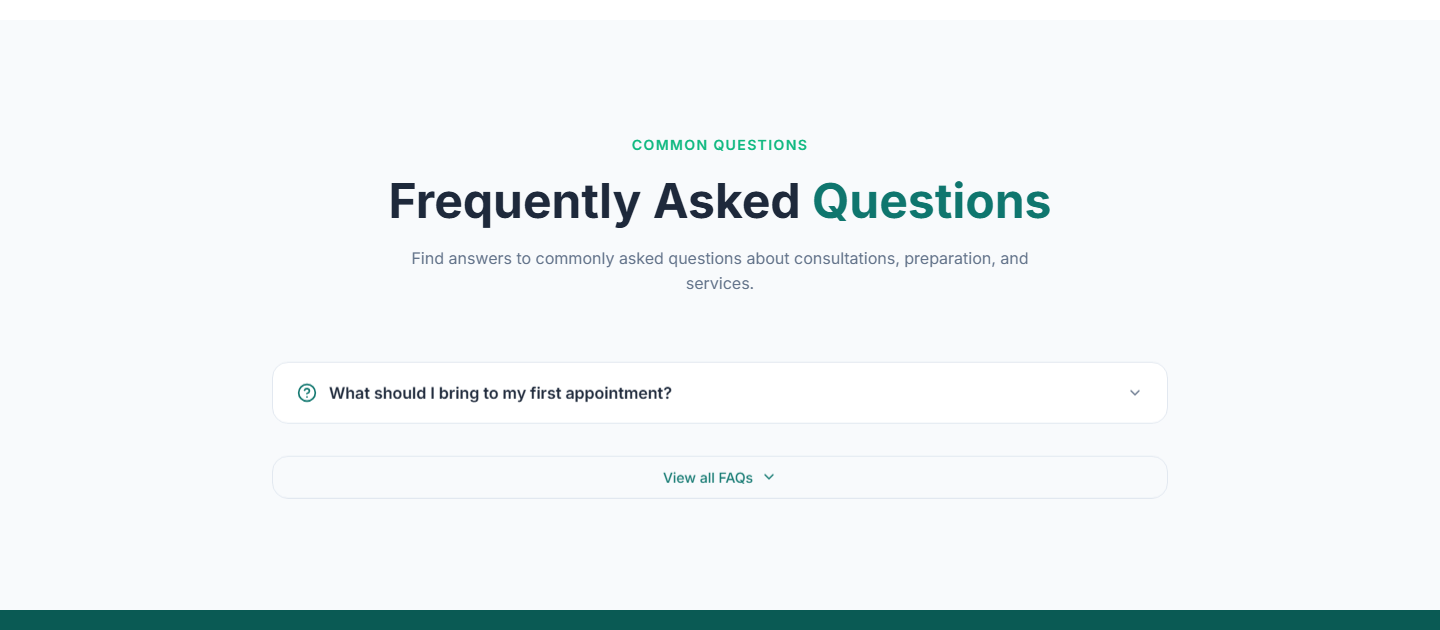 COMMON QUESTIONS
Frequently Asked Questions
Find answers to commonly asked questions about consultations, preparation, and
services.
What should I bring to my first appointment?
View all FAQs